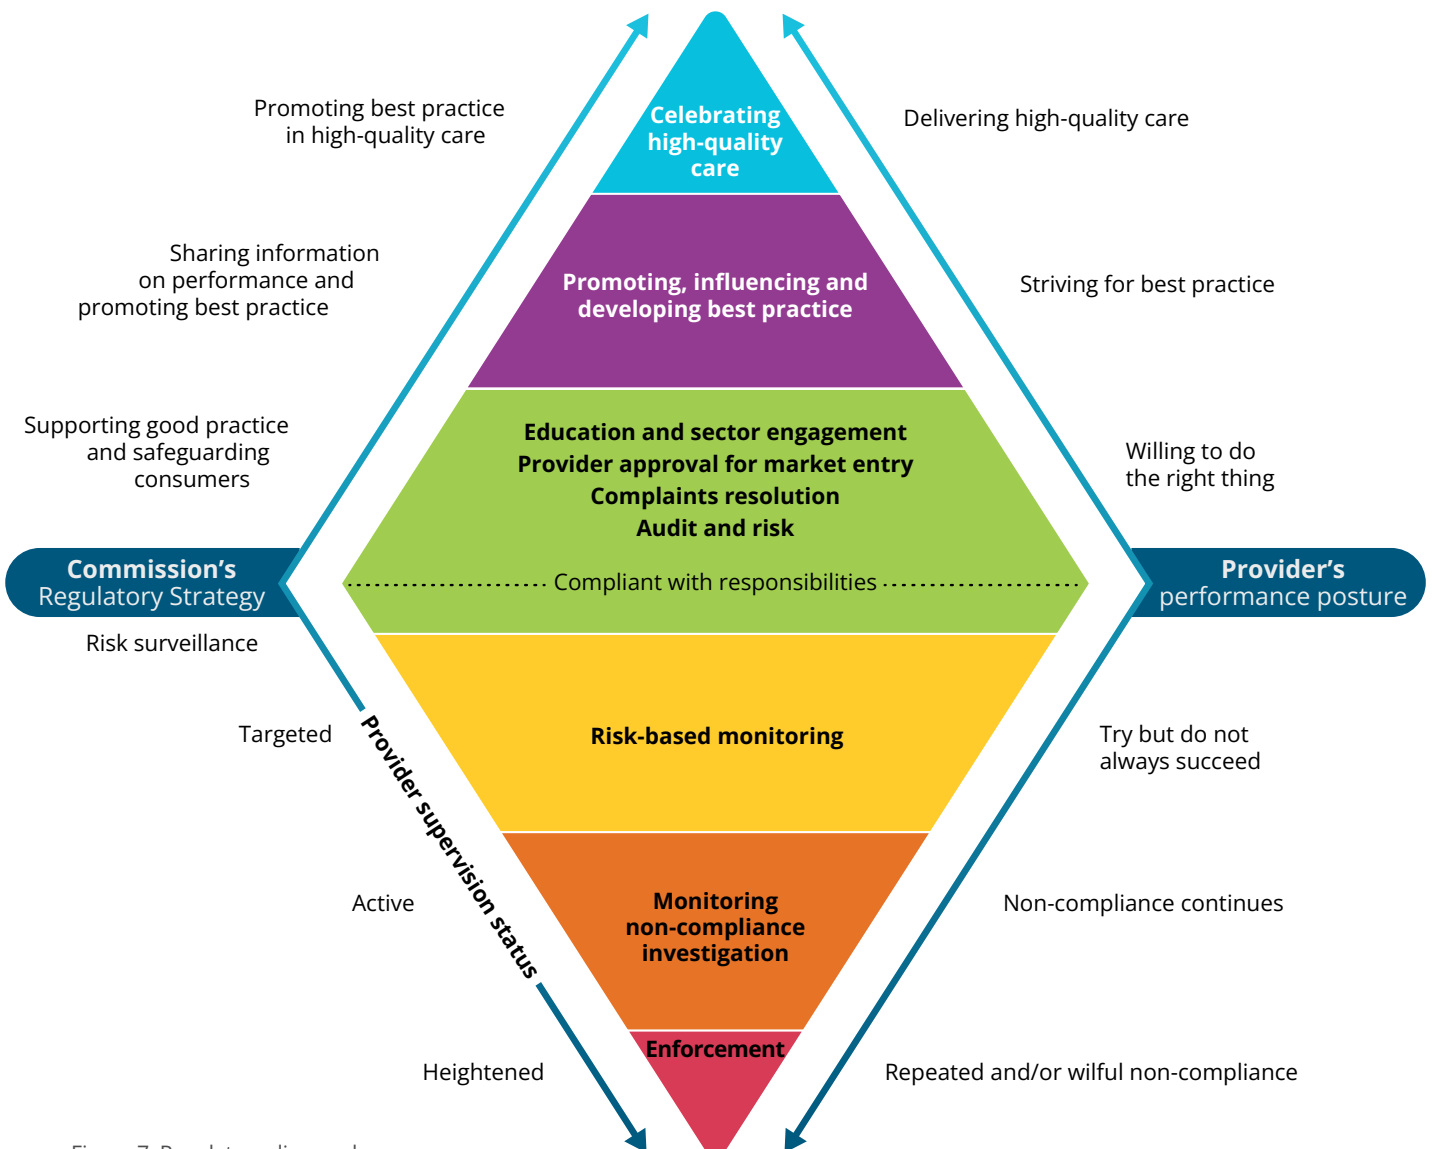 Promoting best practice
in high-quality care
Celebrating
high-quality
care
Delivering high-quality care
Sharing information
on performance and
promoting best practice
Promoting, influencing and
developing best practice
Striving for best practice
Supporting good practice
and safeguarding
consumers
Education and sector engagement
Provider approval for market entry
Complaints resolution
Audit and risk
Willing to do
the right thing
Commission's
Regulatory Strategy
Compliant with responsibilities
Provider's
performance posture
Risk surveillance
Targeted
Provider supervision status
Risk-based monitoring
Try but do not
always succeed
Active
Monitoring
non-compliance
investigation
Non-compliance continues
Heightened
Enforcement
Repeated and/or wilful non-compliance
Figure 7: